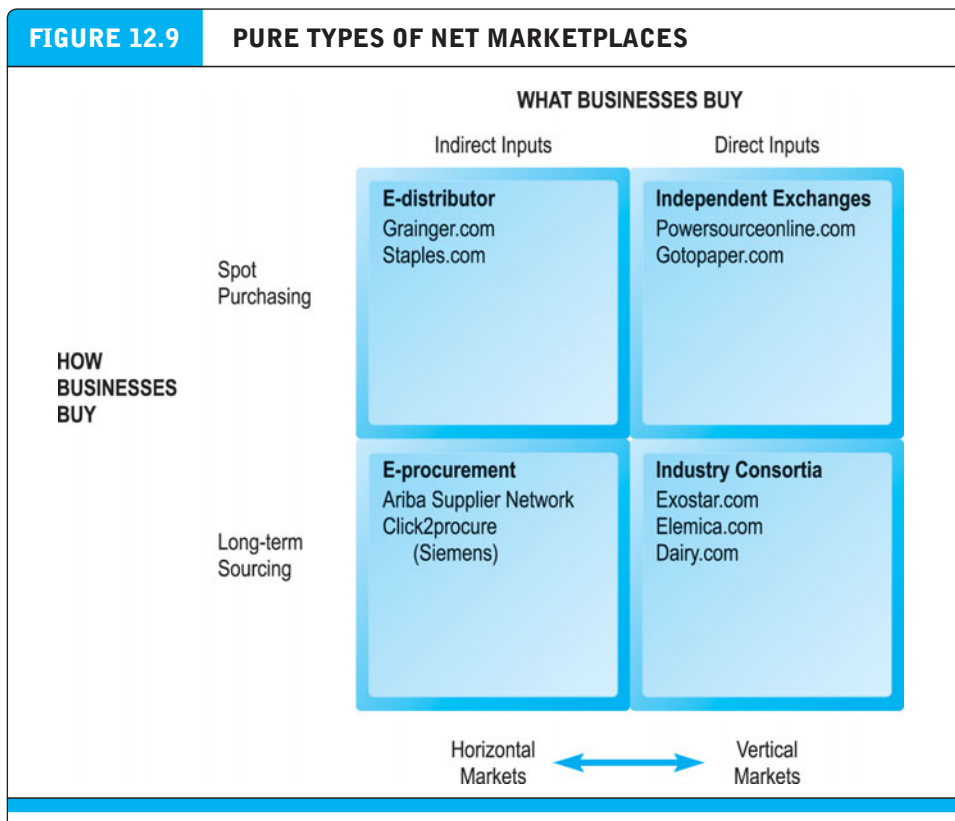 FIGURE 12.9 PURE TYPES OF NET MARKETPLACES
WHAT BUSINESSES BUY
Indirect Inputs Direct Inputs
HOW
BUSINESSES
BUY
Spot
Purchasing
E-distributor
Grainger.com
Staples.com
Independent Exchanges
Powersourceonline.com
Gotopaper.com
Long-term
Sourcing
E-procurement
Ariba Supplier Network
Click2procure
(Siemens)
Industry Consortia
Exostar.com
Elemica.com
Dairy.com
Horizontal
Markets
Vertical
Markets